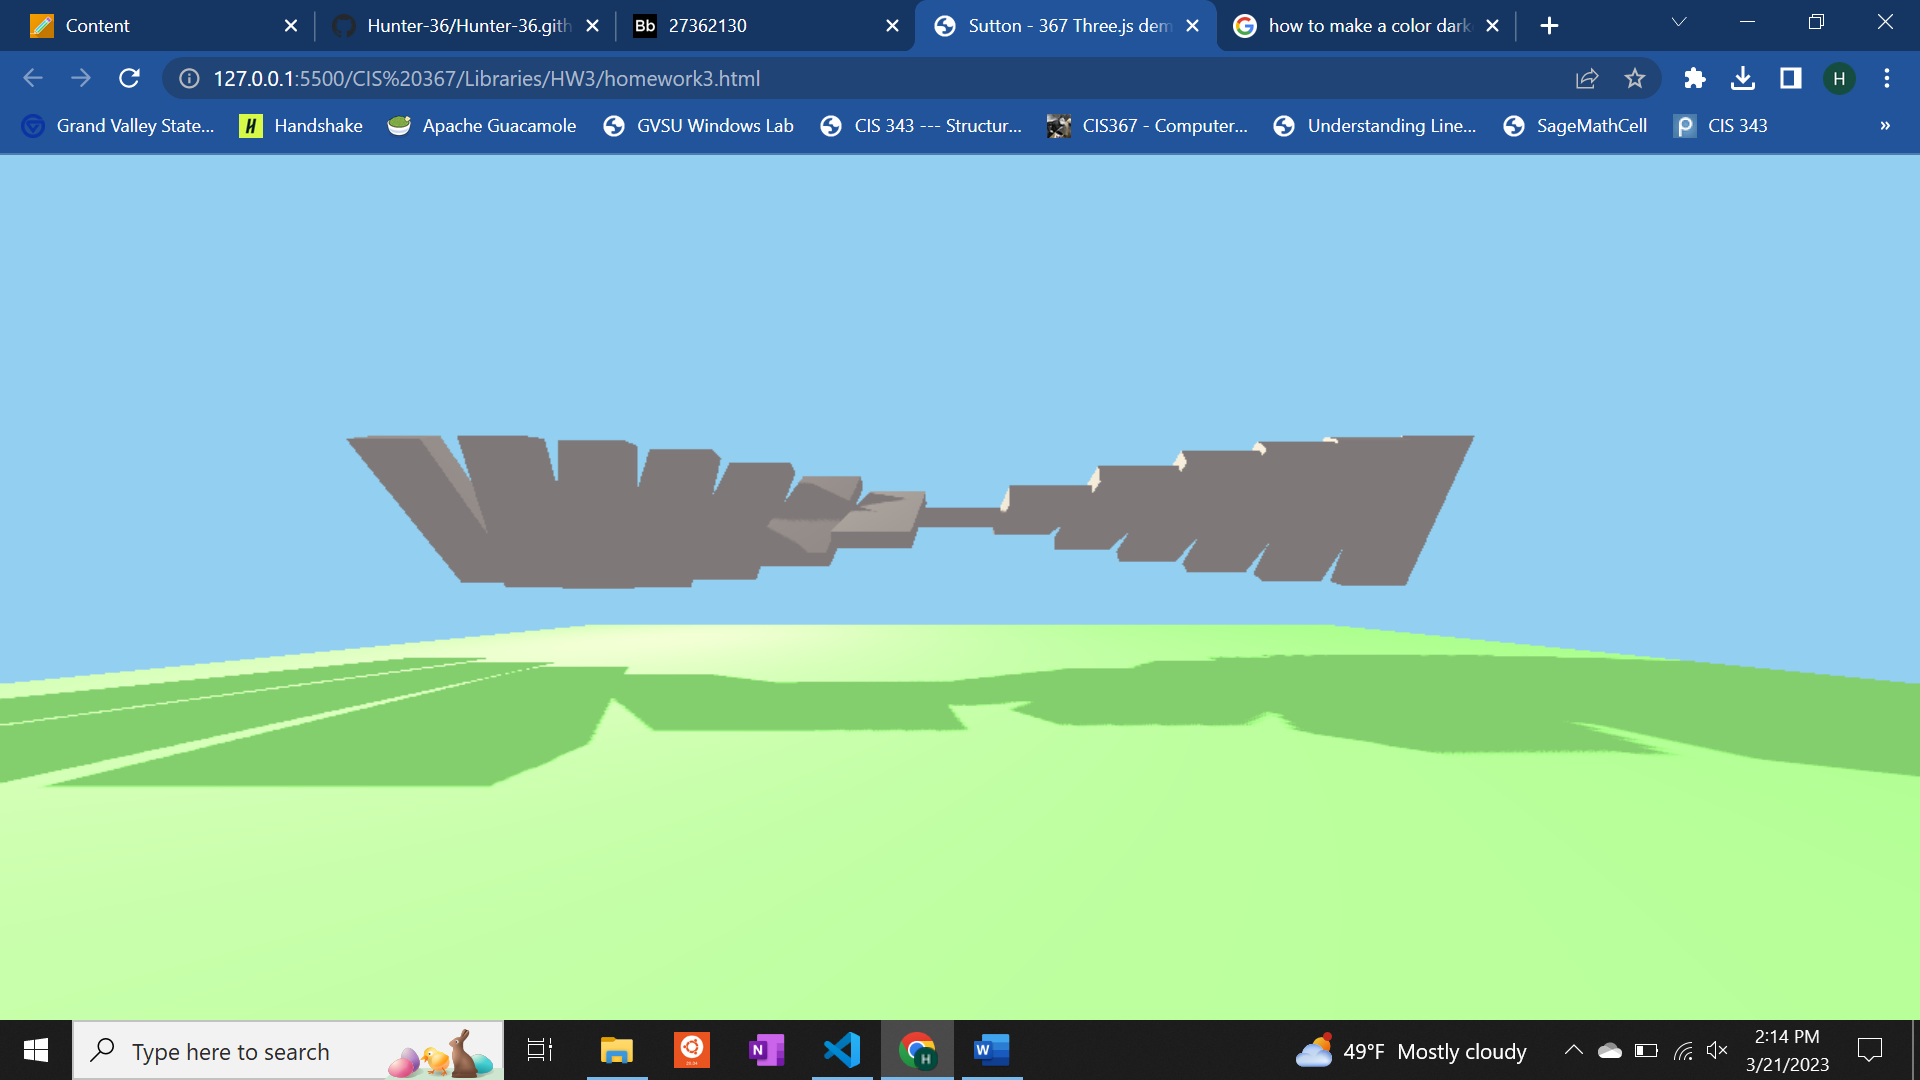 Content
Hunter-36/Hunter-36.gith
Bb 27362130
Sutton - 367 Three.js dem
how to make a color dark
127.0.0.1:5500/CIS%20367/Libraries/HW3/homework3.html
H
Grand Valley State...
H Handshake
Apache Guacamole
GVSU Windows Lab
CIS 343 --- Structur...
CIS367 - Computer...
Understanding Line...
SageMathCell
P CIS 343
»
Type here to search
N
H
W
49°F Mostly cloudy
2:14 PM
3/21/2023